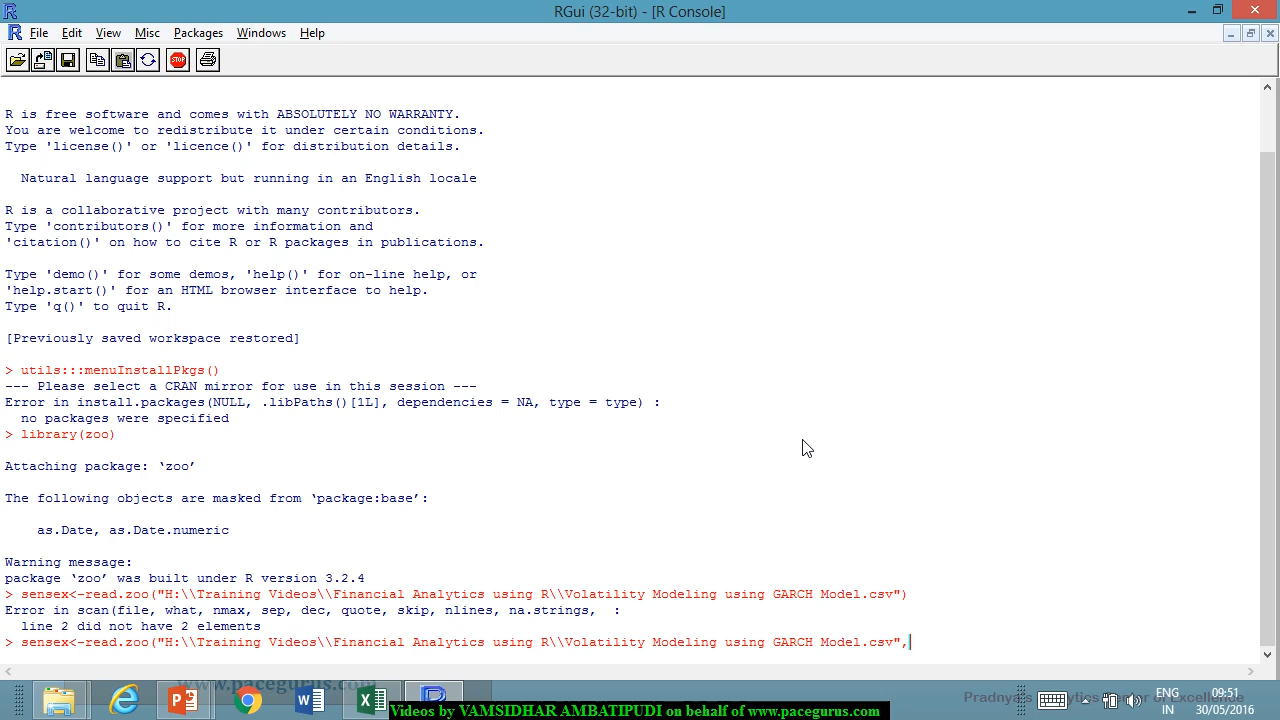 RGui (32-bit) - [R Console]
File Edit View Misc Packages Windows Help
STOP
R is free software and comes with ABSOLUTELY NO WARRANTY.
You are welcome to redistribute it under certain conditions.
Type 'license()' or 'licence()' for distribution details.
Natural language support but running in an English locale
R is a collaborative project with many contributors.
Type 'contributors()' for more information and
'citation()' on how to cite R or R packages in publications.
Type 'demo()' for some demos, 'help()' for on-line help, or
'help.start()' for an HTML browser interface to help.
Type 'q()' to quit R.
[Previously saved workspace restored]
> utils:::menuInstallPkgs()
--- Please select a CRAN mirror for use in this session ---
Error in install.packages(NULL, .libPaths()[1L], dependencies = NA, type = type) :
no packages were specified
> library(zoo)
Attaching package: ‘zoo’
The following objects are masked from ‘package:base’:
as.Date, as.Date.numeric
Warning message:
package ‘zoo’ was built under R version 3.2.4
> sensex<-read.zoo("H:\\Training Videos\\Financial Analytics using R\\Volatility Modeling using GARCH Model.csv")
Error in scan(file, what, nmax, sep, dec, quote, skip, nlines, na.strings, :
line 2 did not have 2 elements
> sensex<-read.zoo("H:\\Training Videos\\Financial Analytics using R\\Volatility Modeling using GARCH Model.csv",
www.pacegurus.com
ENG
IN
09:51
30/05/2016
Videos by VAMSIDHAR AMBATIPUDI on behalf of www.pacegurus.com